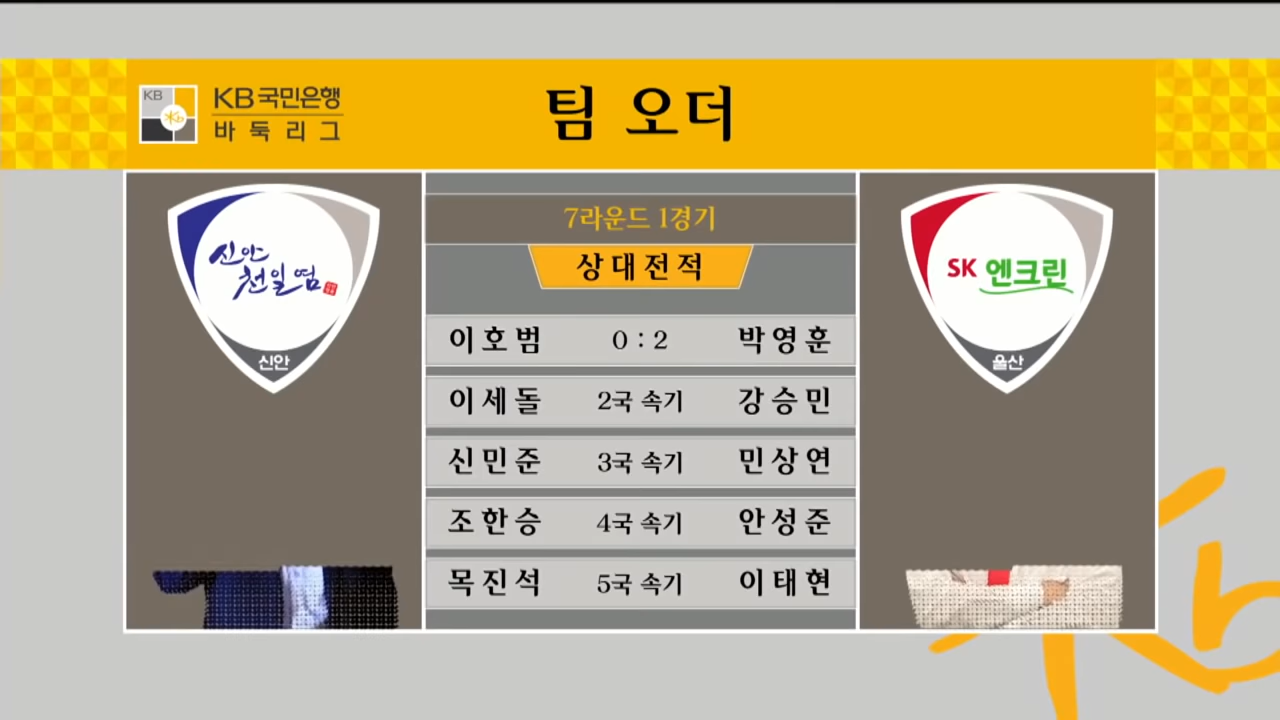 KB
Kb
KB국민은행
바둑리그
팀 오더
신안
천일염
신안
7라운드 1경기
상대전적
이호범 0 : 2 박영훈
이세돌 2국 속기 강승민
신민준 3국 속기 민상연
조한승 4국 속기 안성준
목진석 5국 속기 이태현
SK 엔크린
울산